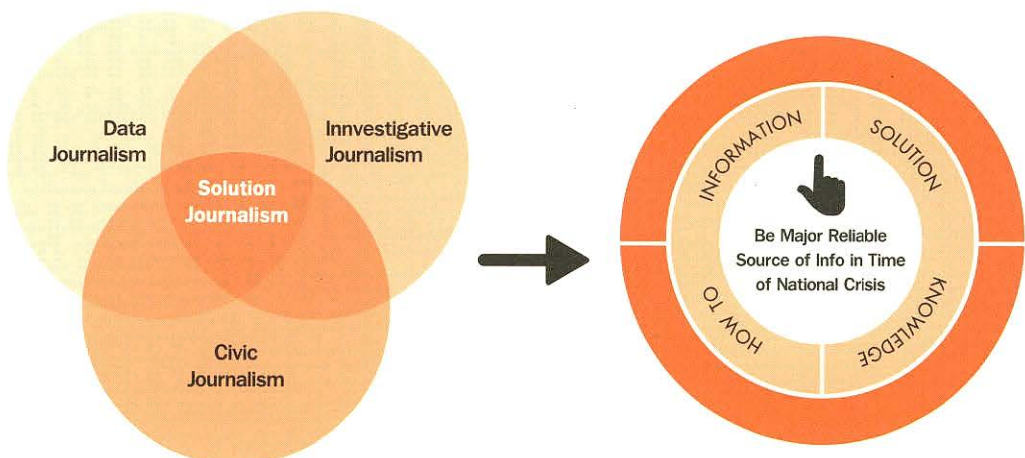 Data
Journalism
Innvestigative
Journalism
Solution
Journalism
Civic
Journalism
INFORMATION
SOLUTION
HOW TO
KNOWLEDGE
Be Major Reliable
Source of Info in Time
of National Crisis